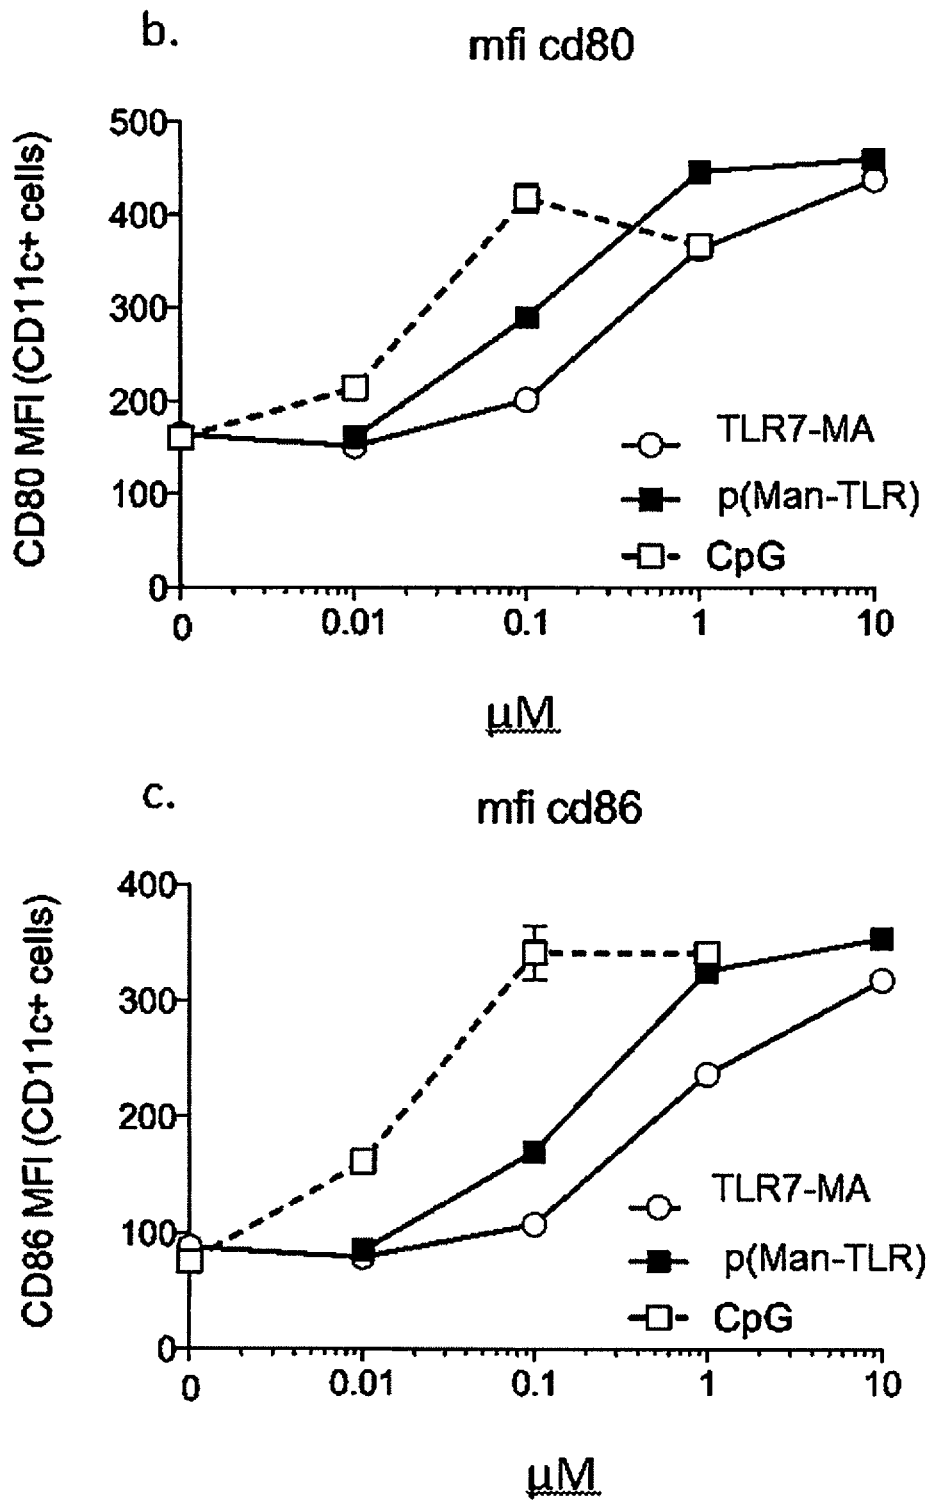 b.
mfi cd80
CD80 MFI (CD11c+ cells)
500
400
300
200
100
0
TLR7-MA
p(Man-TLR)
CpG
0 0.01 0.1 1 10
μM
c.
mfi cd86
CD86 MFI (CD11c+ cells)
400
300
200
100
0
TLR7-MA
p(Man-TLR)
CpG
0 0.01 0.1 1 10
μM